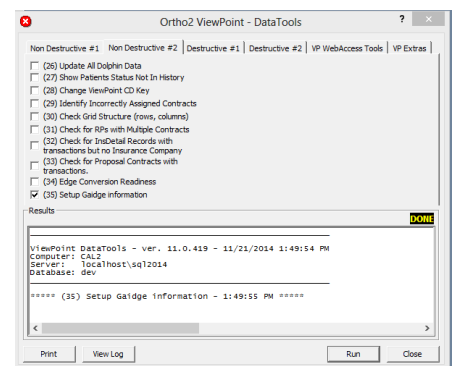 Ortho2 ViewPoint - DataTools
? ×
Non Destructive #1 Non Destructive #2 Destructive #1 Destructive #2 VP WebAccess Tools VP Extras
(26) Update All Dolphin Data
(27) Show Patients Status Not In History
(28) Change ViewPoint CD Key
(29) Identify Incorrectly Assigned Contracts
(30) Check Grid Structure (rows, columns)
(31) Check for RPs with Multiple Contracts
(32) Check for InsDetail Records with
transactions but no Insurance Company
(33) Check for Proposal Contracts with
transactions.
(34) Edge Conversion Readiness
(35) Setup Gaidge information
Results
DONE
ViewPoint DataTools - ver. 11.0.419 - 11/21/2014 1:49:54 PM
Computer: CAL2
Server: localhost\sql2014
Database: dev
===== (35) Setup Gaidge information - 1:49:55 PM =====
Print View Log Run Close